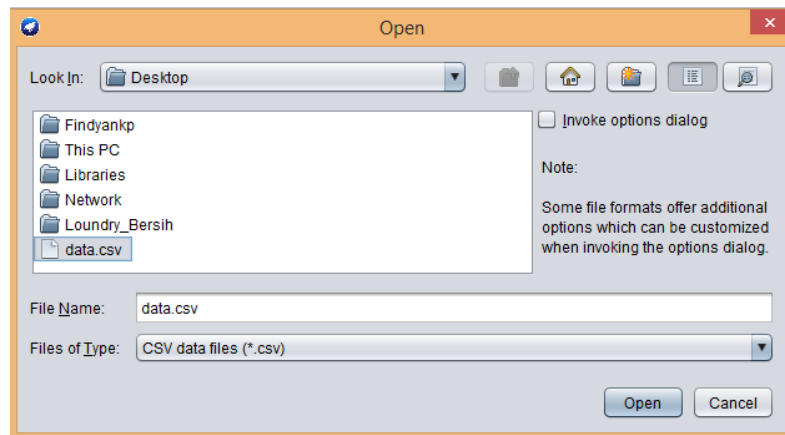 Open
Look In: Desktop
Findyankp
This PC
Libraries
Network
Loundry_Bersih
data.csv
Invoke options dialog
Note:
Some file formats offer additional
options which can be customized
when invoking the options dialog.
File Name: data.csv
Files of Type: CSV data files (*.csv)
Open Cancel